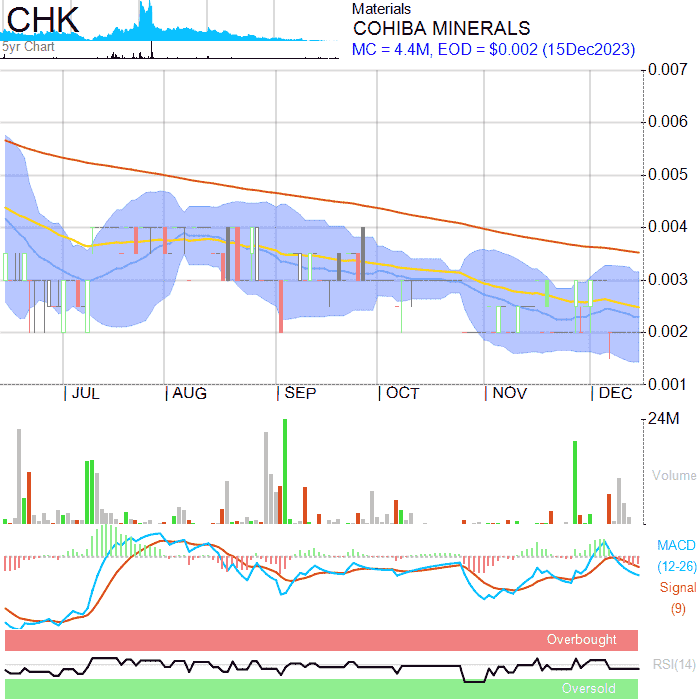 CHK
5yr Chart
Materials
COHIBA MINERALS
MC = 4.4M, EOD = $0.002 (15Dec2023)
0.007
0.006
0.005
0.004
0.003
0.002
0.001
JUL AUG SEP OCT NOV DEC
24M
Volume
MACD
(12-26)
Signal
(9)
Overbought
RSI(14)
Oversold